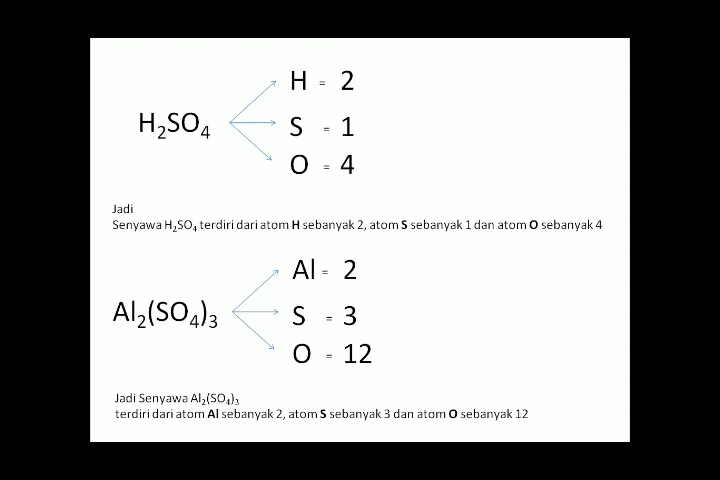 H₂SO₄
H = 2
S = 1
O = 4
Jadi
Senyawa H₂SO₄ terdiri dari atom H sebanyak 2, atom S sebanyak 1 dan atom O sebanyak 4
Al₂(SO₄)₃
Al = 2
S = 3
O = 12
Jadi Senyawa Al₂(SO₄)₃
terdiri dari atom Al sebanyak 2, atom S sebanyak 3 dan atom O sebanyak 12